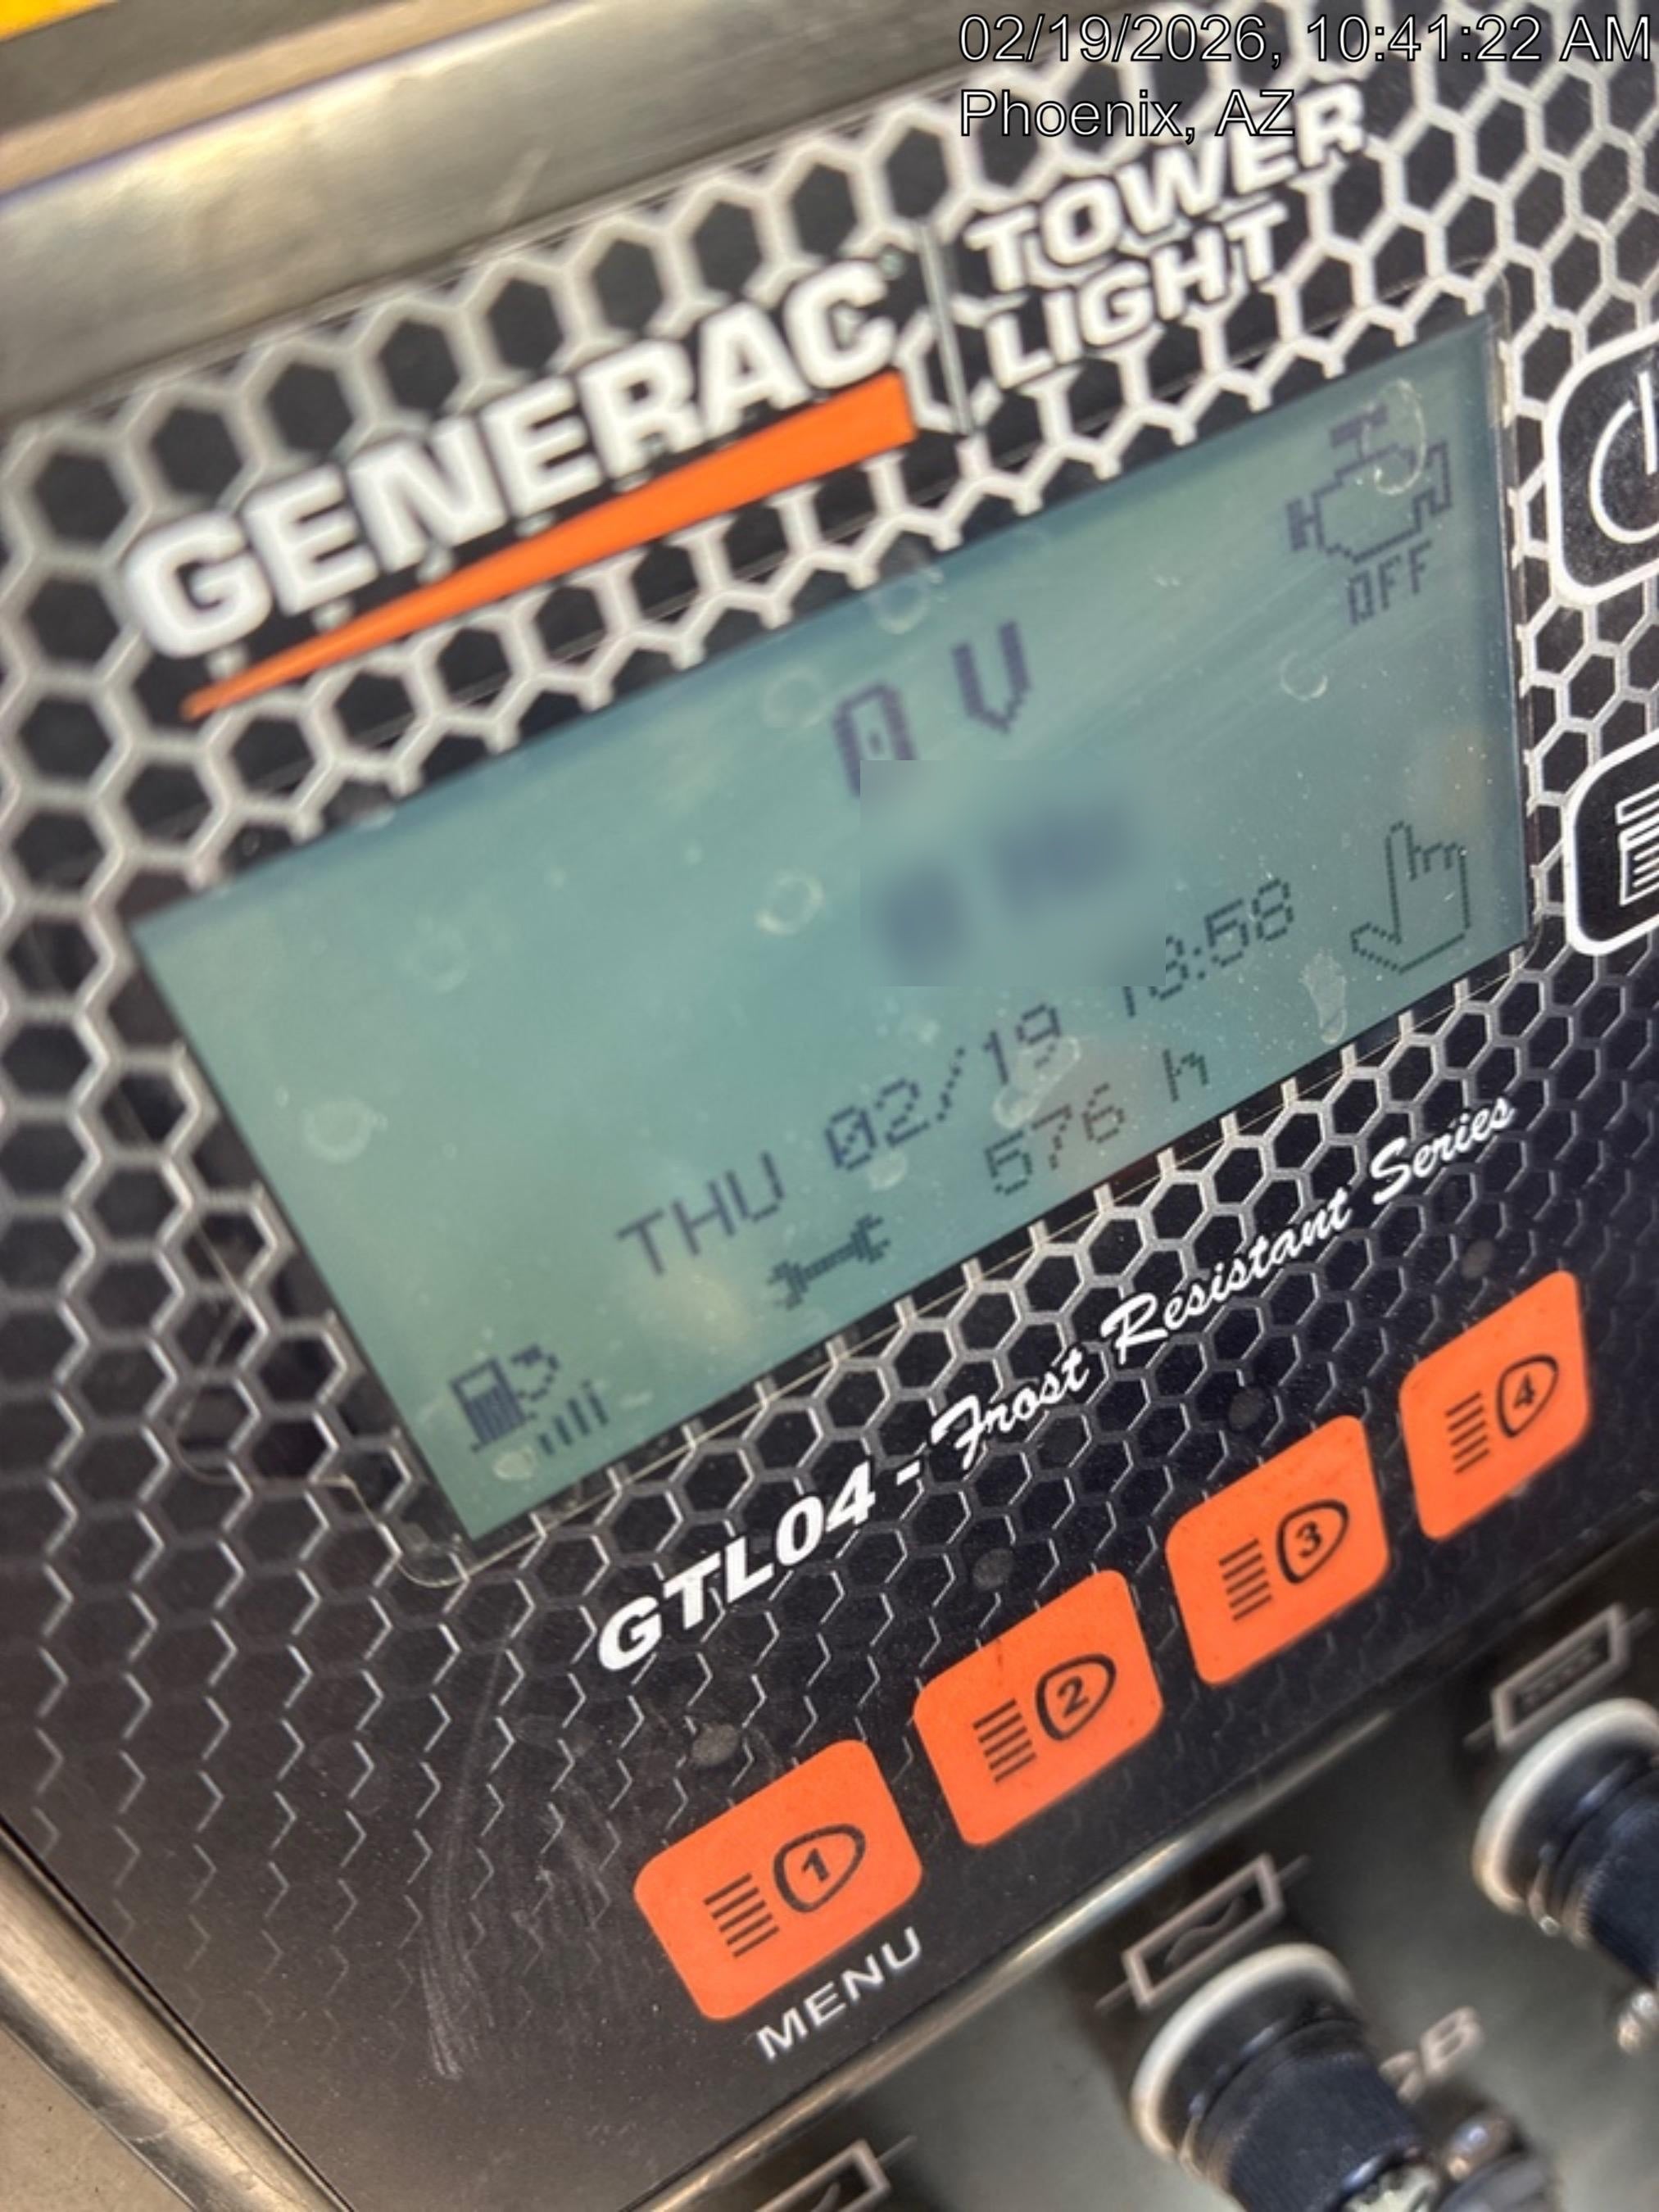 02/19/2026, 10:41:22 AM
Phoenix, AZ
GENERAC
TOWER
LIGHT
OFF
0 V
THU 02/19
:58
576 h
GTL04 - Frost Resistant Series
1
2
3
4
MENU